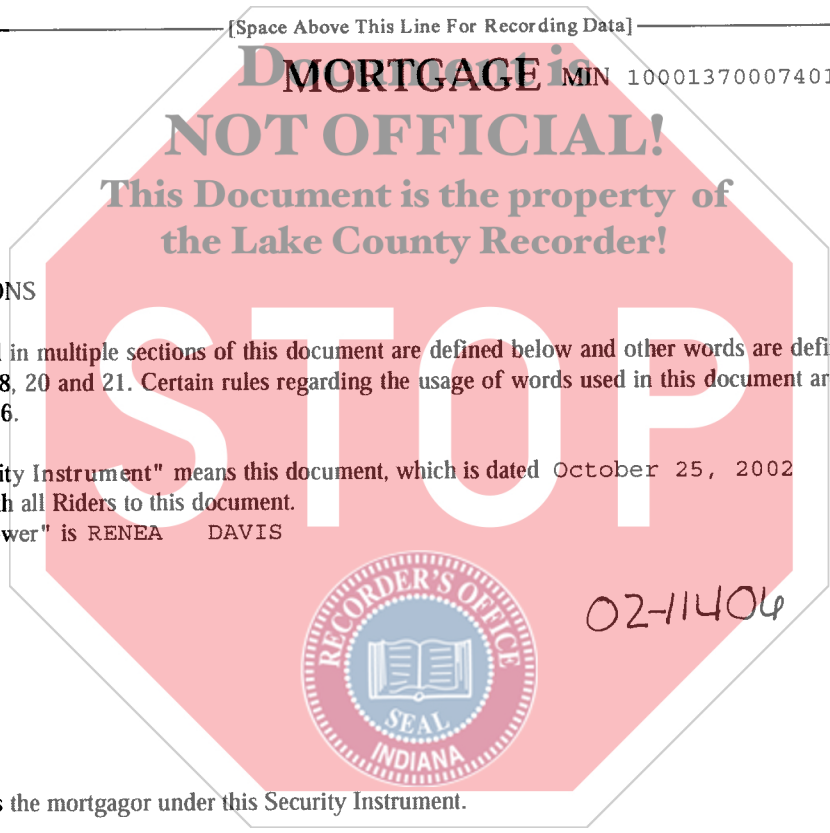 [Space Above This Line For Recording Data]
Document is
MORTGAGE MIN 10001370007401
NOT OFFICIAL!
This Document is the property of
the Lake County Recorder!
ONS
in multiple sections of this document are defined below and other words are defi
8, 20 and 21. Certain rules regarding the usage of words used in this document ar
6.
STOP
ity Instrument" means this document, which is dated October 25, 2002
h all Riders to this document.
wer" is RENEA DAVIS
02-11404
RECORDER'S OFFICE
SEAL
INDIANA
s the mortgagor under this Security Instrument.